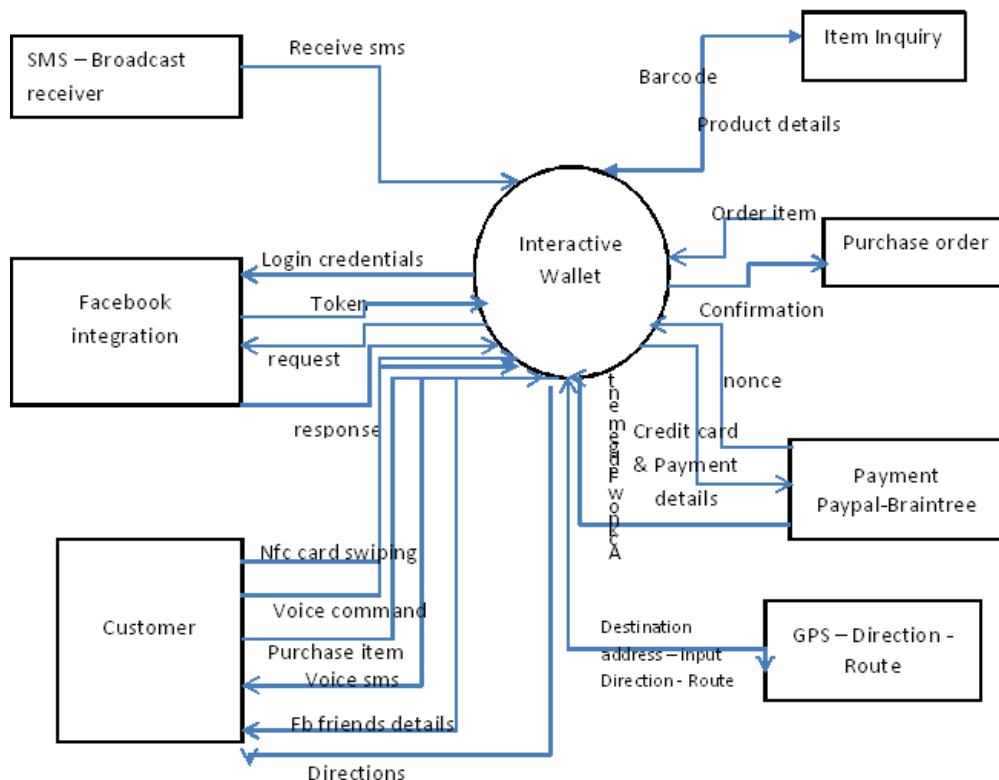 SMS – Broadcast
receiver
Receive sms
Item Inquiry
Barcode
Product details
Interactive
Wallet
Order item
Purchase order
Confirmation
Facebook
integration
Login credentials
Token
request
response
nonce
Credit card
& Payment
details
Payment
Paypal-Braintree
Customer
Nfc card swiping
Voice command
Purchase item
Voice sms
Fb friends details
Directions
Destination
address – input
Direction - Route
GPS – Direction -
Route